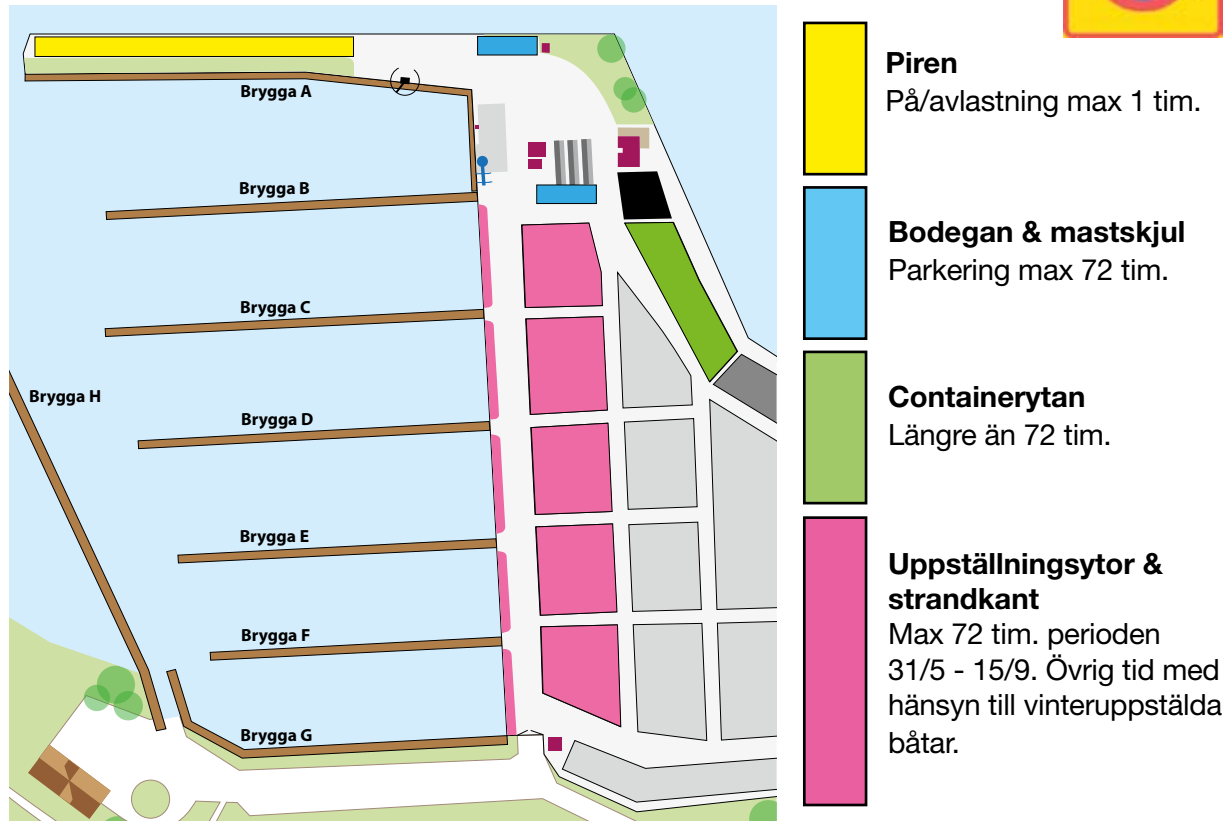 Brygga A
Brygga B
Brygga C
Brygga H
Brygga D
Brygga E
Brygga F
Brygga G
Piren
På/avlastning max 1 tim.
Bodegan & mastskjul
Parkering max 72 tim.
Containerytan
Längre än 72 tim.
Uppställningsytor &
strandkant
Max 72 tim. perioden
31/5 - 15/9. Övrig tid med
hänsyn till vinteruppstälda
båtar.